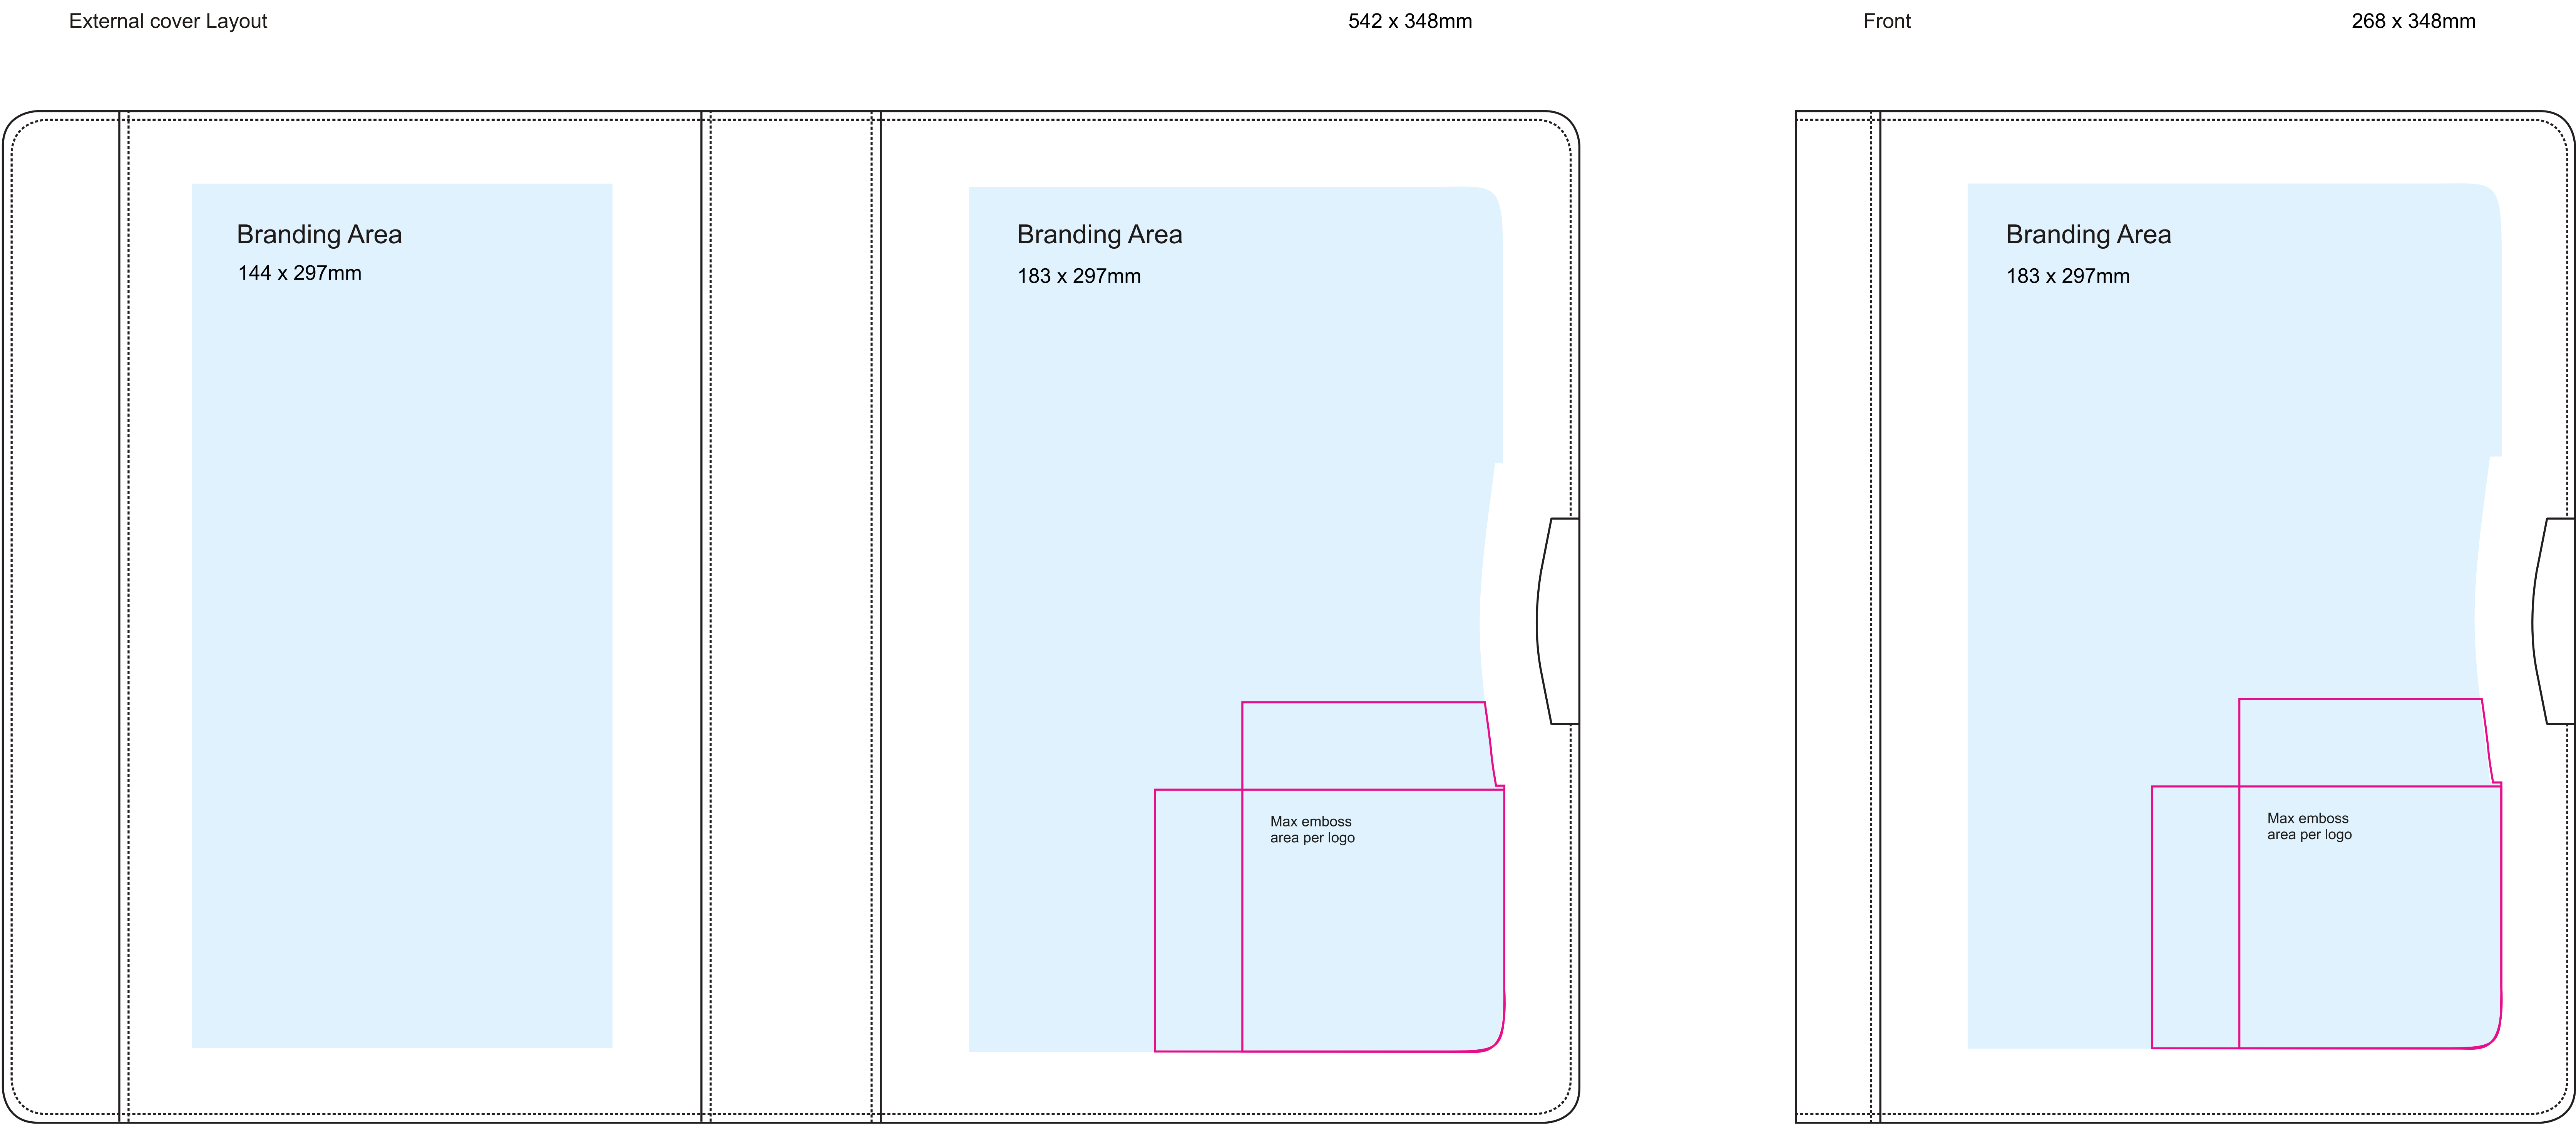 External cover Layout
542 x 348mm
Front
268 x 348mm
Branding Area
144 x 297mm
Branding Area
183 x 297mm
Max emboss
area per logo
Branding Area
183 x 297mm
Max emboss
area per logo